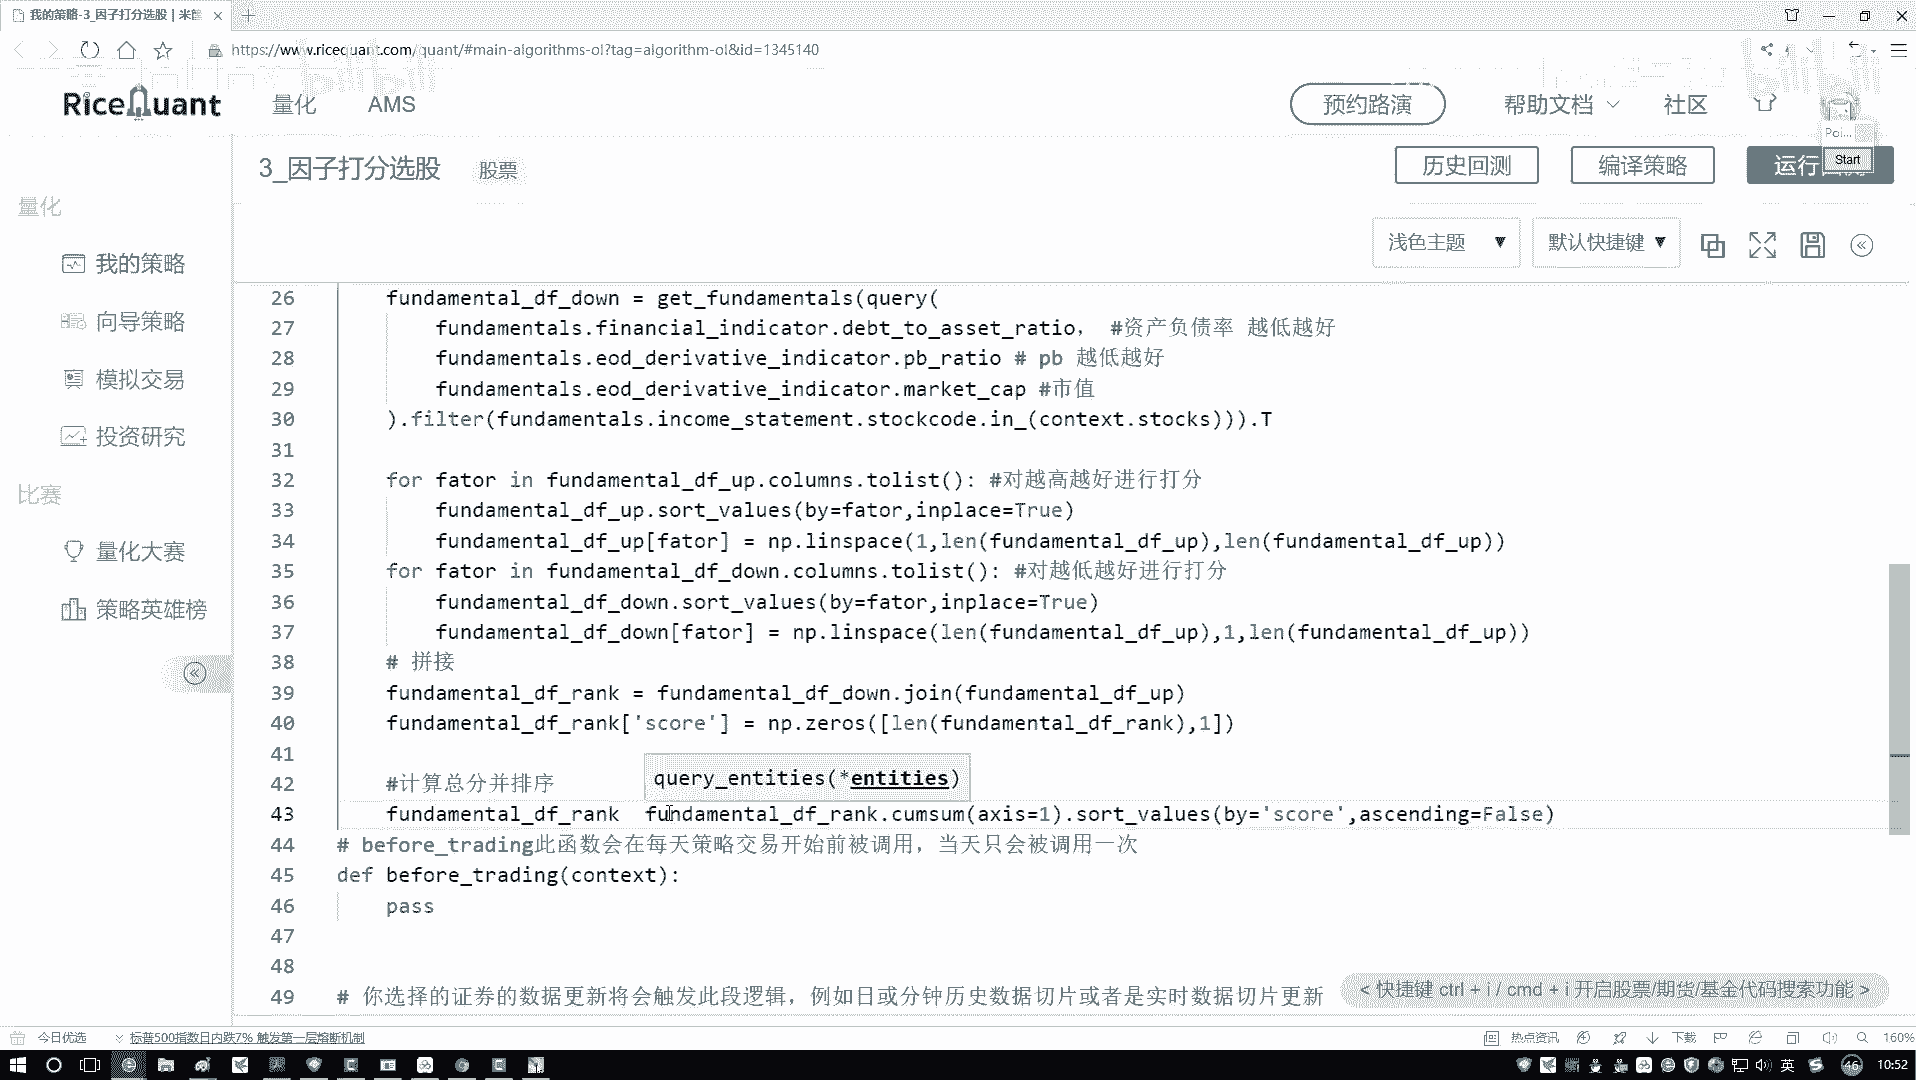 我的策略-3_因子打分选股 | 米
https://www.ricequant.com/quant/#main-algorithms-ol?tag=algorithm-ol&id=1345140
RiceQuant
量化
AMS
预约路演
帮助文档
社区
Poi...
Start
3_因子打分选股
股票
历史回测
编译策略
运行
量化
我的策略
向导策略
模拟交易
投资研究
比赛
量化大赛
策略英雄榜
浅色主题
默认快捷键
26 fundamental_df_down = get_fundamentals(query(
27 fundamentals.financial_indicator.debt_to_asset_ratio， #资产负债率 越低越好
28 fundamentals.eod_derivative_indicator.pb_ratio # pb 越低越好
29 fundamentals.eod_derivative_indicator.market_cap #市值
30 ).filter(fundamentals.income_statement.stockcode.in_(context.stocks))).T
31
32 for fator in fundamental_df_up.columns.tolist(): #对越高越好进行打分
33 fundamental_df_up.sort_values(by=fator,inplace=True)
34 fundamental_df_up[fator] = np.linspace(1,len(fundamental_df_up),len(fundamental_df_up))
35 for fator in fundamental_df_down.columns.tolist(): #对越低越好进行打分
36 fundamental_df_down.sort_values(by=fator,inplace=True)
37 fundamental_df_down[fator] = np.linspace(len(fundamental_df_up),1,len(fundamental_df_up))
38 # 拼接
39 fundamental_df_rank = fundamental_df_down.join(fundamental_df_up)
40 fundamental_df_rank['score'] = np.zeros([len(fundamental_df_rank),1])
41
query_entities(*entities)
42 #计算总分并排序
43 fundamental_df_rank  fundamental_df_rank.cumsum(axis=1).sort_values(by='score',ascending=False)
44 # before_trading此函数会在每天策略交易开始前被调用，当天只会被调用一次
45 def before_trading(context):
46 pass
47
48
49 # 你选择的证券的数据更新将会触发此段逻辑，例如日或分钟历史数据切片或者是实时数据切片更新
< 快捷键 ctrl + i / cmd + i 开启股票/期货/基金代码搜索功能 >
今日优选
标普500指数日内跌7% 触发第一层熔断机制
热点资讯
下载
160%
英
46
10:52